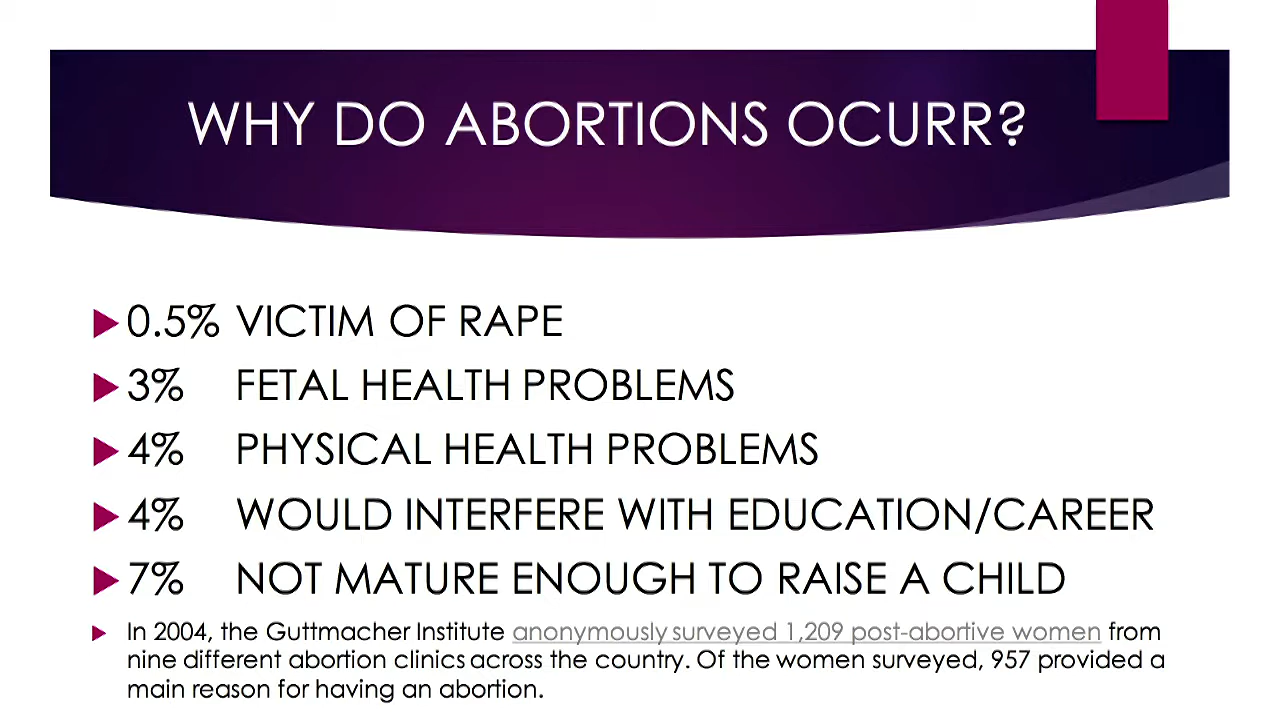 WHY DO ABORTIONS OCURR?
0.5% VICTIM OF RAPE
3% FETAL HEALTH PROBLEMS
4% PHYSICAL HEALTH PROBLEMS
4% WOULD INTERFERE WITH EDUCATION/CAREER
7% NOT MATURE ENOUGH TO RAISE A CHILD
In 2004, the Guttmacher Institute anonymously surveyed 1,209 post-abortive women from
nine different abortion clinics across the country. Of the women surveyed, 957 provided a
main reason for having an abortion.